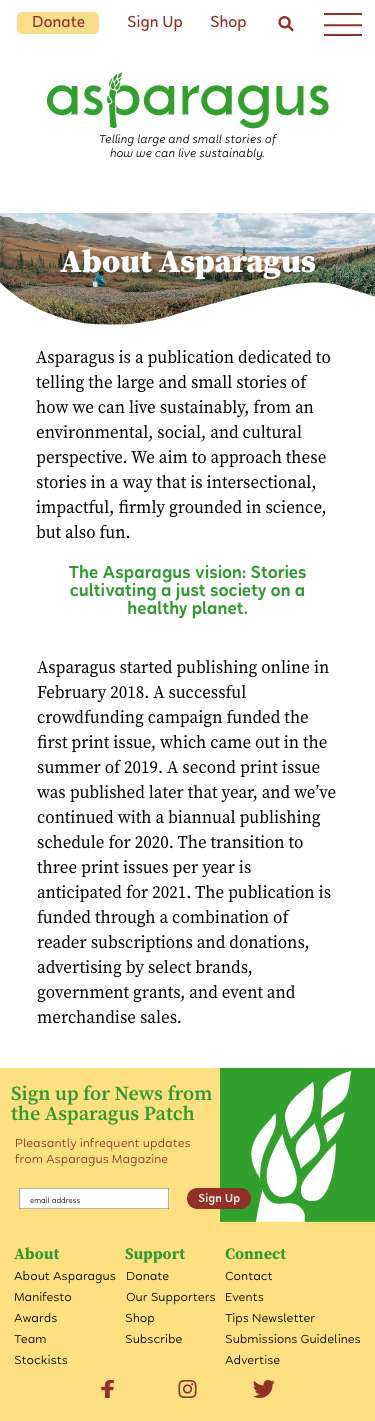 Donate Sign Up Shop
asparagus
Telling large and small stories of
how we can live sustainably.
About Asparagus
Asparagus is a publication dedicated to
telling the large and small stories of
how we can live sustainably, from an
environmental, social, and cultural
perspective. We aim to approach these
stories in a way that is intersectional,
impactful, firmly grounded in science,
but also fun.
The Asparagus vision: Stories
cultivating a just society on a
healthy planet.
Asparagus started publishing online in
February 2018. A successful
crowdfunding campaign funded the
first print issue, which came out in the
summer of 2019. A second print issue
was published later that year, and we’ve
continued with a biannual publishing
schedule for 2020. The transition to
three print issues per year is
anticipated for 2021. The publication is
funded through a combination of
reader subscriptions and donations,
advertising by select brands,
government grants, and event and
merchandise sales.
Sign up for News from
the Asparagus Patch
Pleasantly infrequent updates
from Asparagus Magazine
email address Sign Up
About Support Connect
About Asparagus Donate Contact
Manifesto Our Supporters Events
Awards Shop Tips Newsletter
Team Subscribe Submissions Guidelines
Stockists Advertise